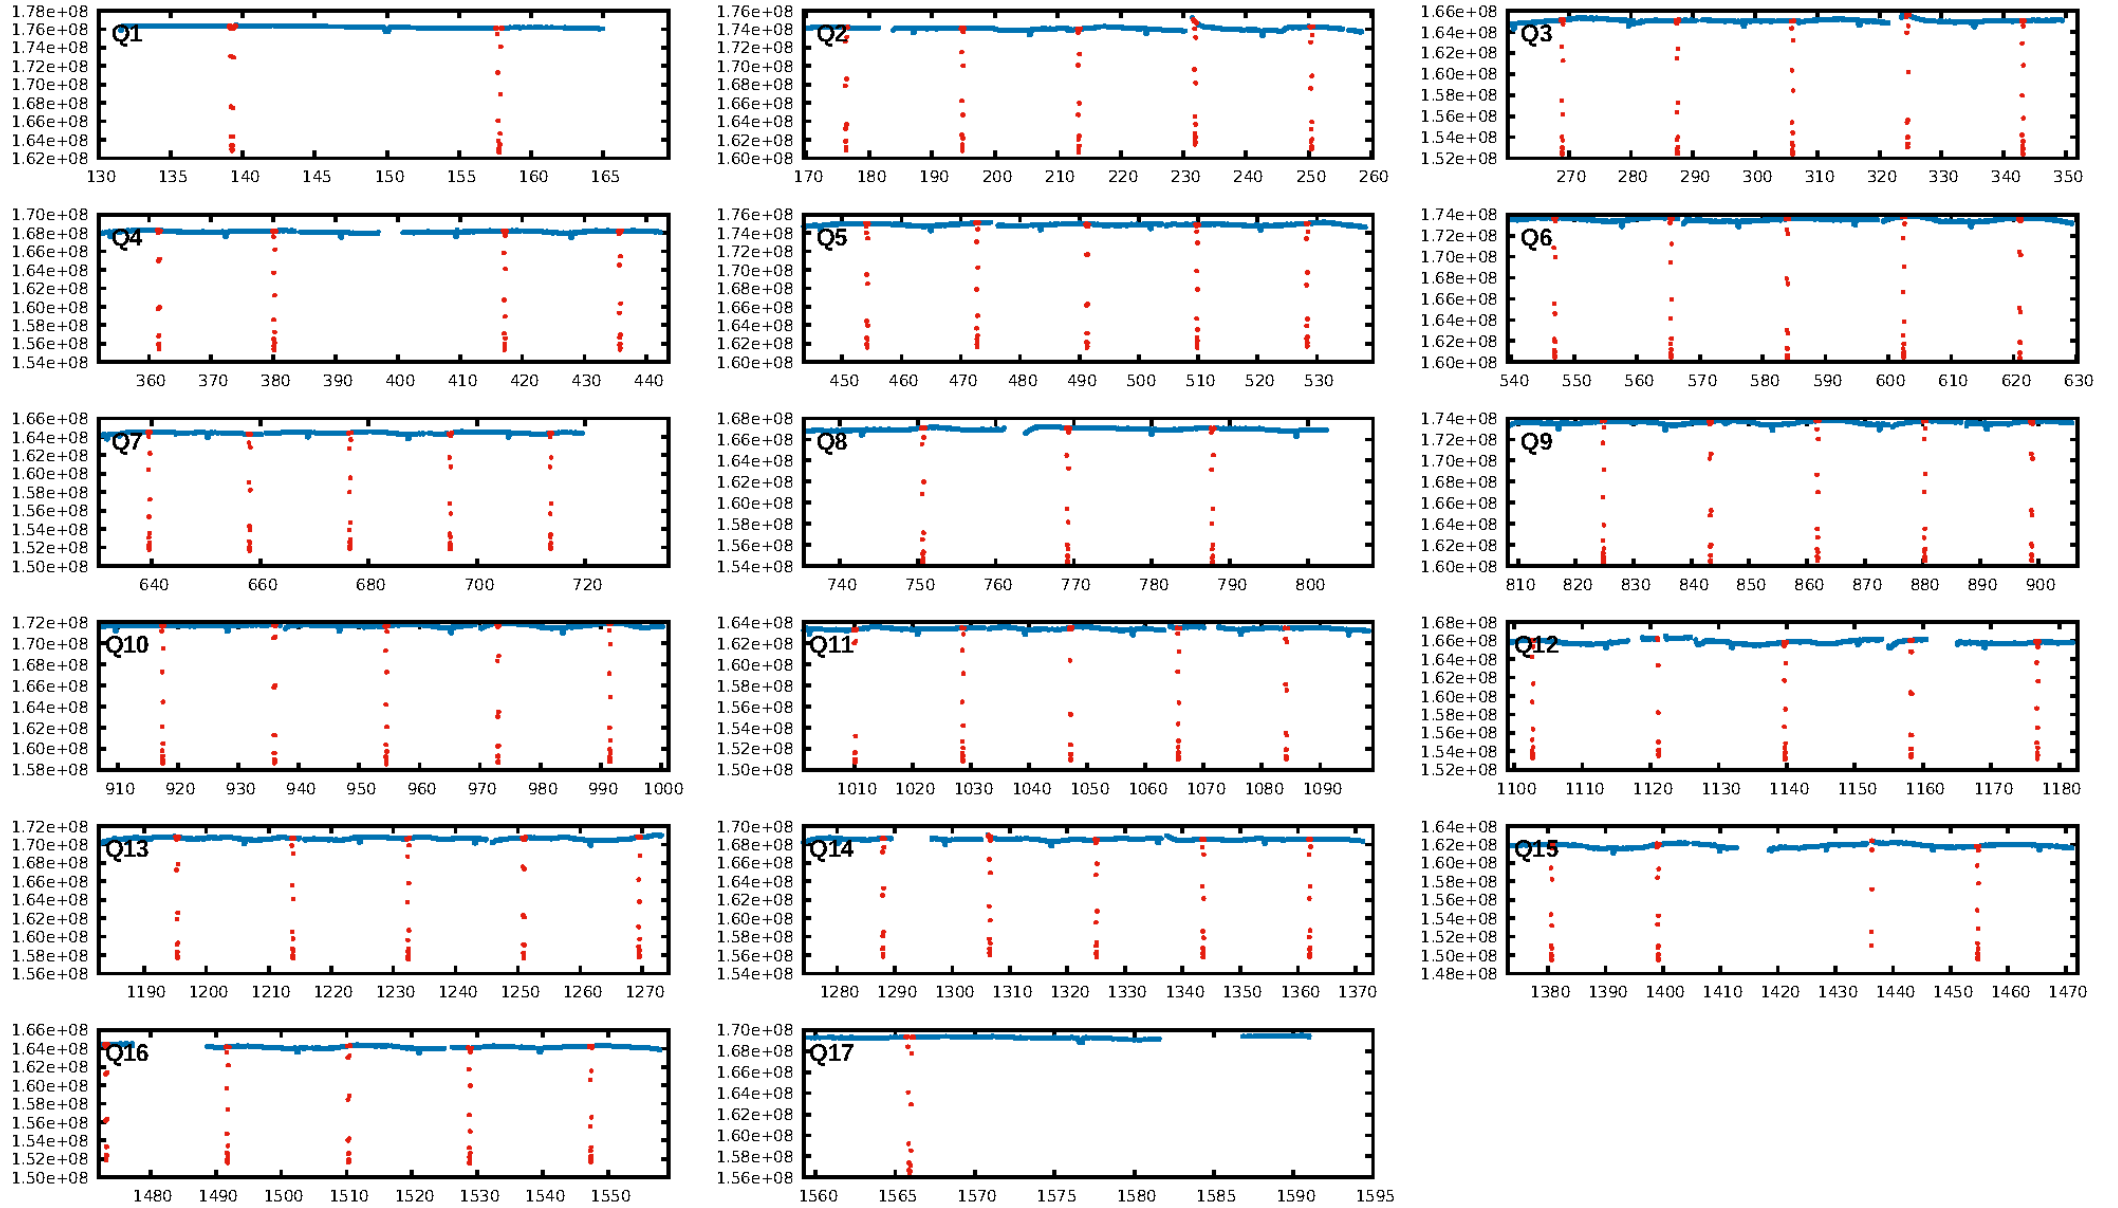 1.78e+08
Q1
1.76e+08
1.74e+08
1.72e+08
1.70e+08
1.68e+08
1.66e+08
1.64e+08
1.62e+08
130 135 140 145 150 155 160 165
1.76e+08
Q2
1.74e+08
1.72e+08
1.70e+08
1.68e+08
1.66e+08
1.64e+08
1.62e+08
1.60e+08
170 180 190 200 210 220 230 240 250 260
1.66e+08
Q3
1.64e+08
1.62e+08
1.60e+08
1.58e+08
1.56e+08
1.54e+08
1.52e+08
270 280 290 300 310 320 330 340 350
1.70e+08
Q4
1.68e+08
1.66e+08
1.64e+08
1.62e+08
1.60e+08
1.58e+08
1.56e+08
1.54e+08
360 370 380 390 400 410 420 430 440
1.76e+08
Q5
1.74e+08
1.72e+08
1.70e+08
1.68e+08
1.66e+08
1.64e+08
1.62e+08
1.60e+08
450 460 470 480 490 500 510 520 530
1.74e+08
Q6
1.72e+08
1.70e+08
1.68e+08
1.66e+08
1.64e+08
1.62e+08
1.60e+08
540 550 560 570 580 590 600 610 620 630
1.66e+08
Q7
1.64e+08
1.62e+08
1.60e+08
1.58e+08
1.56e+08
1.54e+08
1.52e+08
1.50e+08
640 660 680 700 720
1.68e+08
Q8
1.66e+08
1.64e+08
1.62e+08
1.60e+08
1.58e+08
1.56e+08
1.54e+08
740 750 760 770 780 790 800
1.74e+08
Q9
1.72e+08
1.70e+08
1.68e+08
1.66e+08
1.64e+08
1.62e+08
1.60e+08
810 820 830 840 850 860 870 880 890 900
1.72e+08
Q10
1.70e+08
1.68e+08
1.66e+08
1.64e+08
1.62e+08
1.60e+08
1.58e+08
910 920 930 940 950 960 970 980 990 1000
1.64e+08
Q11
1.62e+08
1.60e+08
1.58e+08
1.56e+08
1.54e+08
1.52e+08
1.50e+08
1010 1020 1030 1040 1050 1060 1070 1080 1090
1.68e+08
Q12
1.66e+08
1.64e+08
1.62e+08
1.60e+08
1.58e+08
1.56e+08
1.54e+08
1.52e+08
1100 1110 1120 1130 1140 1150 1160 1170 1180
1.72e+08
Q13
1.70e+08
1.68e+08
1.66e+08
1.64e+08
1.62e+08
1.60e+08
1.58e+08
1.56e+08
1190 1200 1210 1220 1230 1240 1250 1260 1270
1.70e+08
Q14
1.68e+08
1.66e+08
1.64e+08
1.62e+08
1.60e+08
1.58e+08
1.56e+08
1.54e+08
1280 1290 1300 1310 1320 1330 1340 1350 1360 1370
1.64e+08
Q15
1.62e+08
1.60e+08
1.58e+08
1.56e+08
1.54e+08
1.52e+08
1.50e+08
1.48e+08
1380 1390 1400 1410 1420 1430 1440 1450 1460 1470
1.66e+08
Q16
1.64e+08
1.62e+08
1.60e+08
1.58e+08
1.56e+08
1.54e+08
1.52e+08
1.50e+08
1480 1490 1500 1510 1520 1530 1540 1550
1.70e+08
Q17
1.68e+08
1.66e+08
1.64e+08
1.62e+08
1.60e+08
1.58e+08
1.56e+08
1560 1565 1570 1575 1580 1585 1590 1595